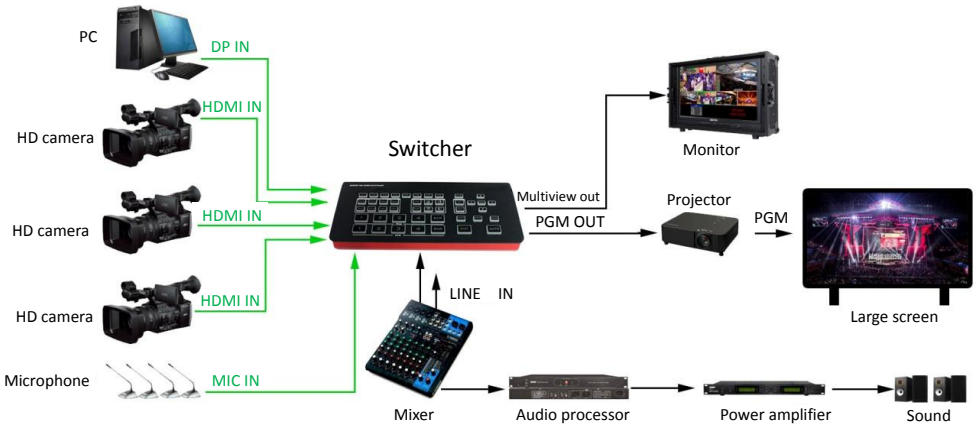 PC
DP IN
HDMI IN
HD camera
Switcher
Monitor
Multiview out
Projector
HDMI IN
PGM OUT
PGM
HD camera
HDMI IN
LINE IN
HD camera
Large screen
Microphone
MIC IN
Mixer
Audio processor
Power amplifier
Sound